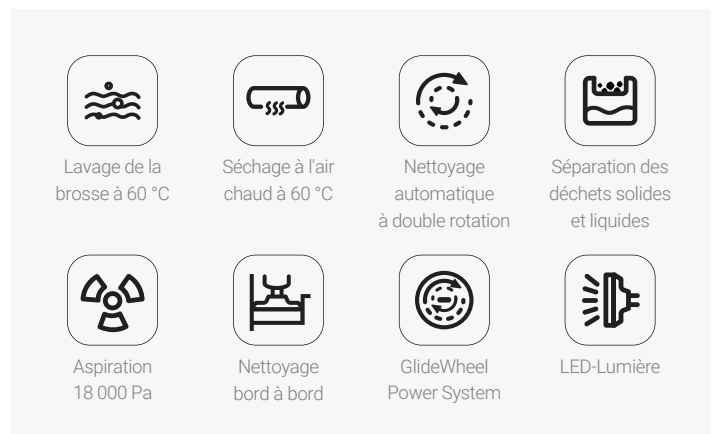 Lavage de la
brosse à 60 °C
Séchage à l'air
chaud à 60 °C
Nettoyage
automatique
à double rotation
Séparation des
déchets solides
et liquides
Aspiration
18 000 Pa
Nettoyage
bord à bord
GlideWheel
Power System
LED-Lumière